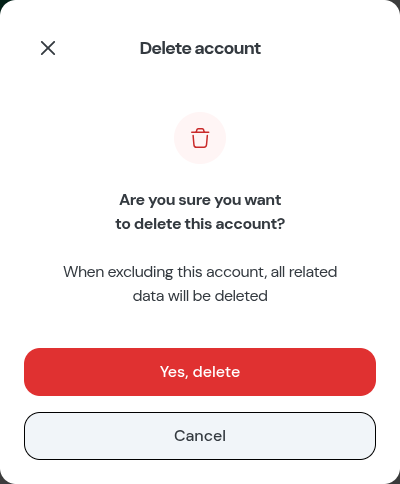 Delete account
Are you sure you want
to delete this account?
When excluding this account, all related
data will be deleted
Yes, delete
Cancel